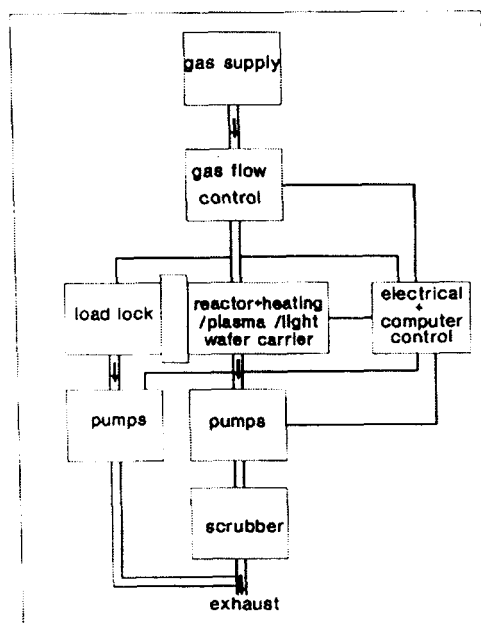 gas supply
gas flow
control
load lock
reactor+heating
/plasma /light
wafer carrier
electrical
+
computer
control
pumps
pumps
scrubber
exhaust